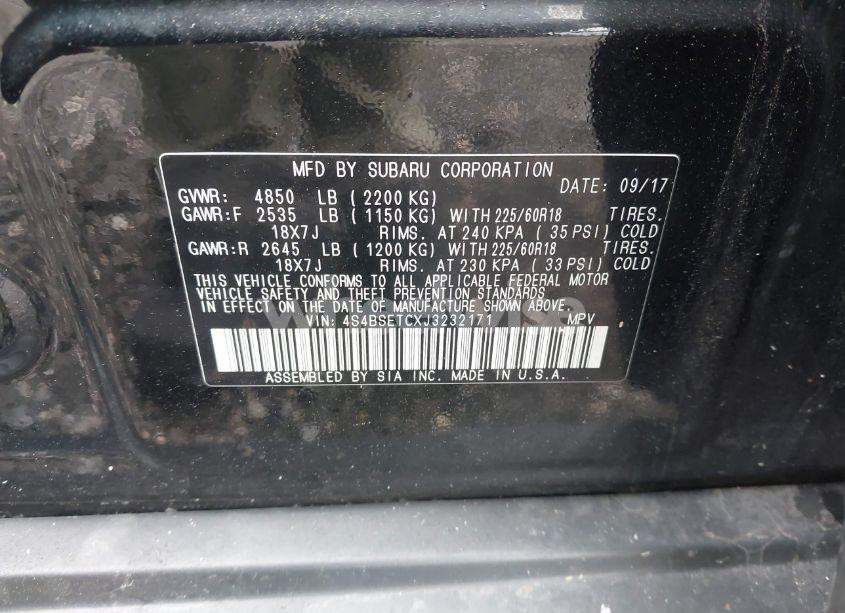 MFD BY SUBARU CORPORATION
DATE: 09/17
GVWR: 4850 LB ( 2200 KG)
GAWR:F 2535 LB ( 1150 KG) WITH 225/60R18 TIRES.
18X7J RIMS. AT 240 KPA ( 35 PSI) COLD
GAWR:R 2645 LB ( 1200 KG) WITH 225/60R18 TIRES.
18X7J RIMS. AT 230 KPA ( 33 PSI) COLD
THIS VEHICLE CONFORMS TO ALL APPLICABLE FEDERAL MOTOR
VEHICLE SAFETY AND THEFT PREVENTION STANDARDS
IN EFFECT ON THE DATE OF MANUFACTURE SHOWN ABOVE.
VIN: 4S4BSETCXJ3232171 MPV
ASSEMBLED BY SIA INC. MADE IN U.S.A.